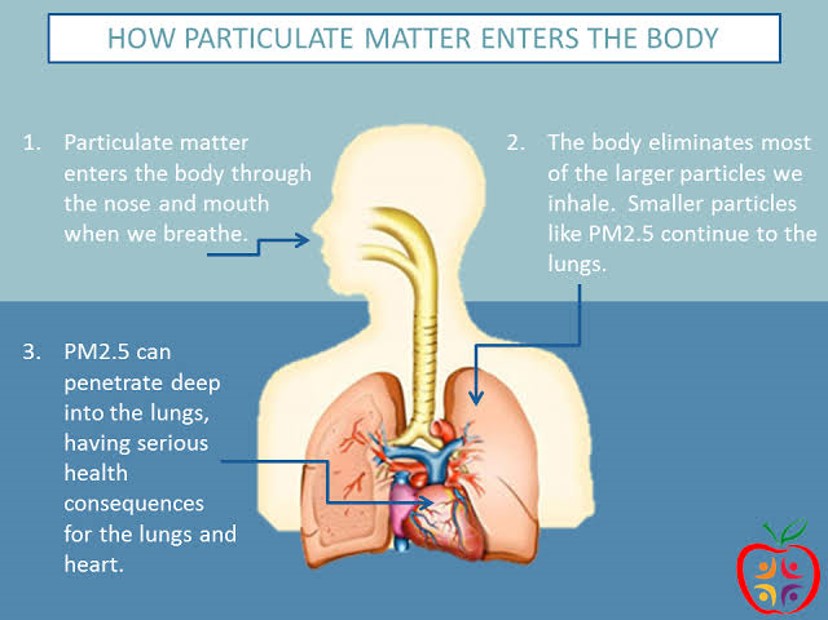 HOW PARTICULATE MATTER ENTERS THE BODY
1. Particulate matter
enters the body through
the nose and mouth
when we breathe.
2. The body eliminates most
of the larger particles we
inhale. Smaller particles
like PM2.5 continue to the
lungs.
3. PM2.5 can
penetrate deep
into the lungs,
having serious
health
consequences
for the lungs and
heart.